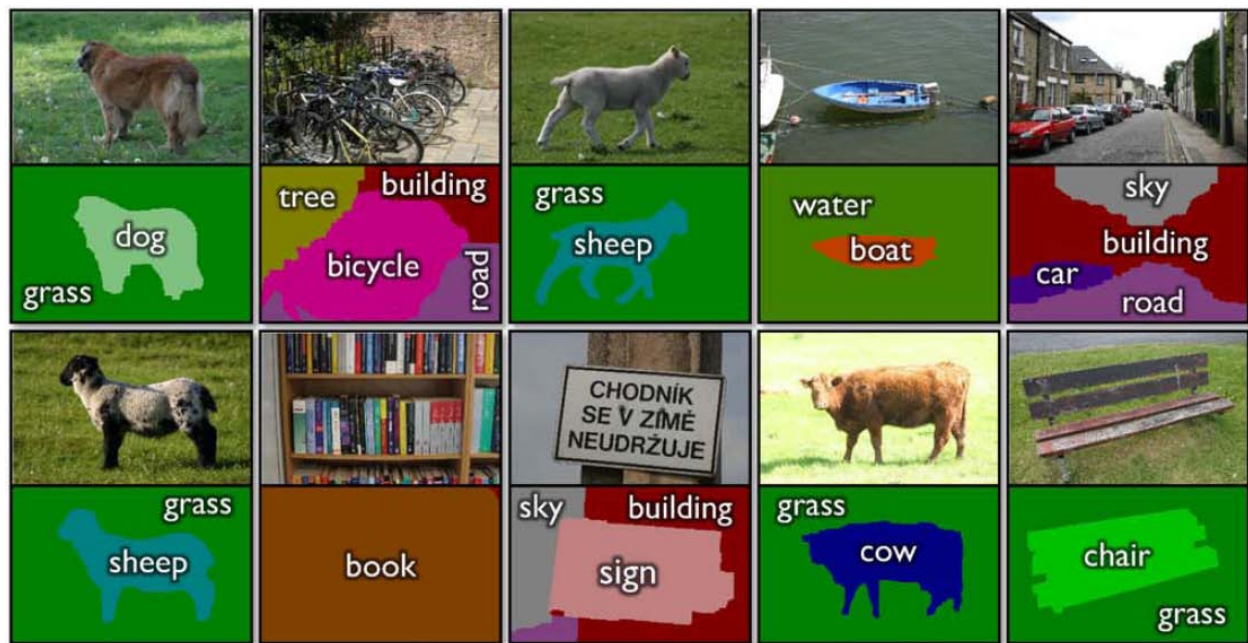 dog
grass
tree
building
bicycle
road
grass
sheep
water
boat
sky
building
car
road
CHODNÍK
SE V ZIMĚ
NEUDRŽUJE
grass
sheep
book
sky
building
sign
grass
cow
chair
grass